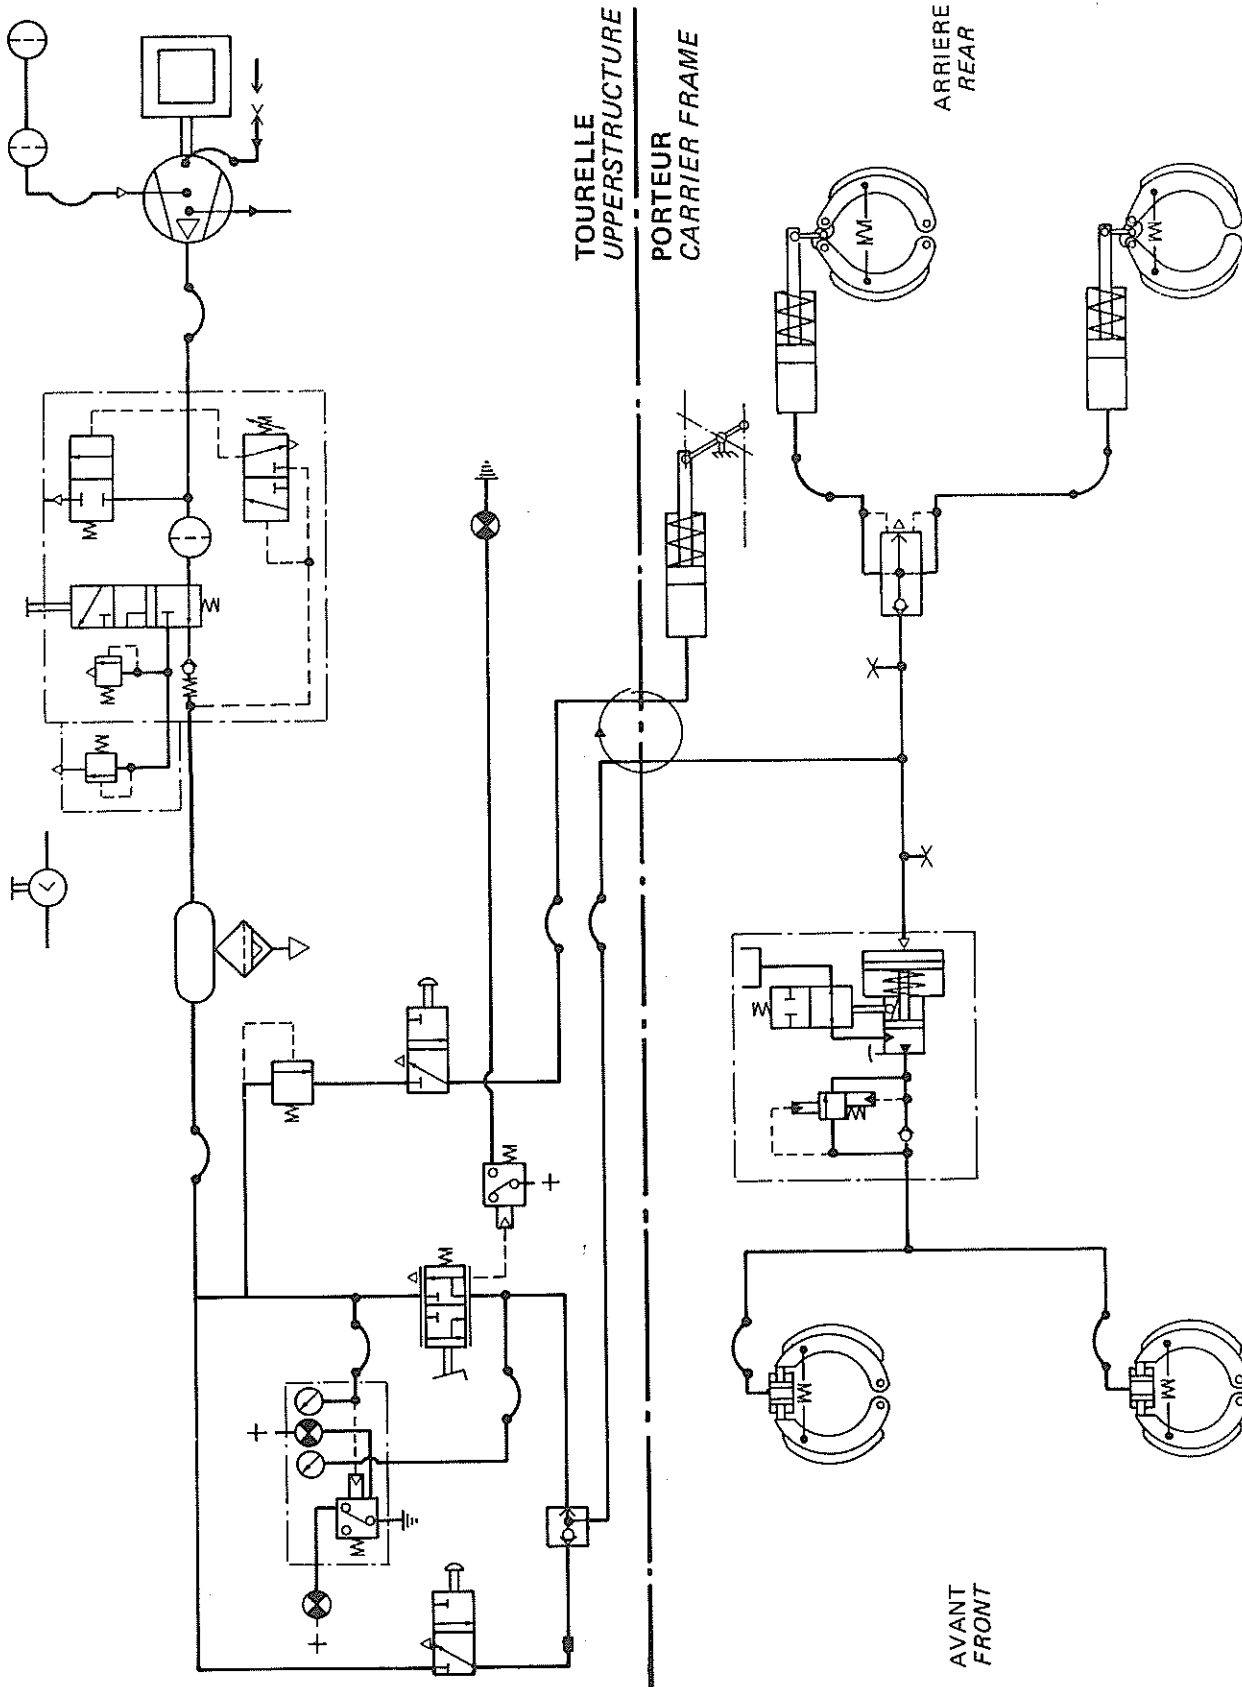 TOURELLE
UPPERSTRUCTURE
PORTEUR
CARRIER FRAME
ARRIERE
REAR
AVANT
FRONT